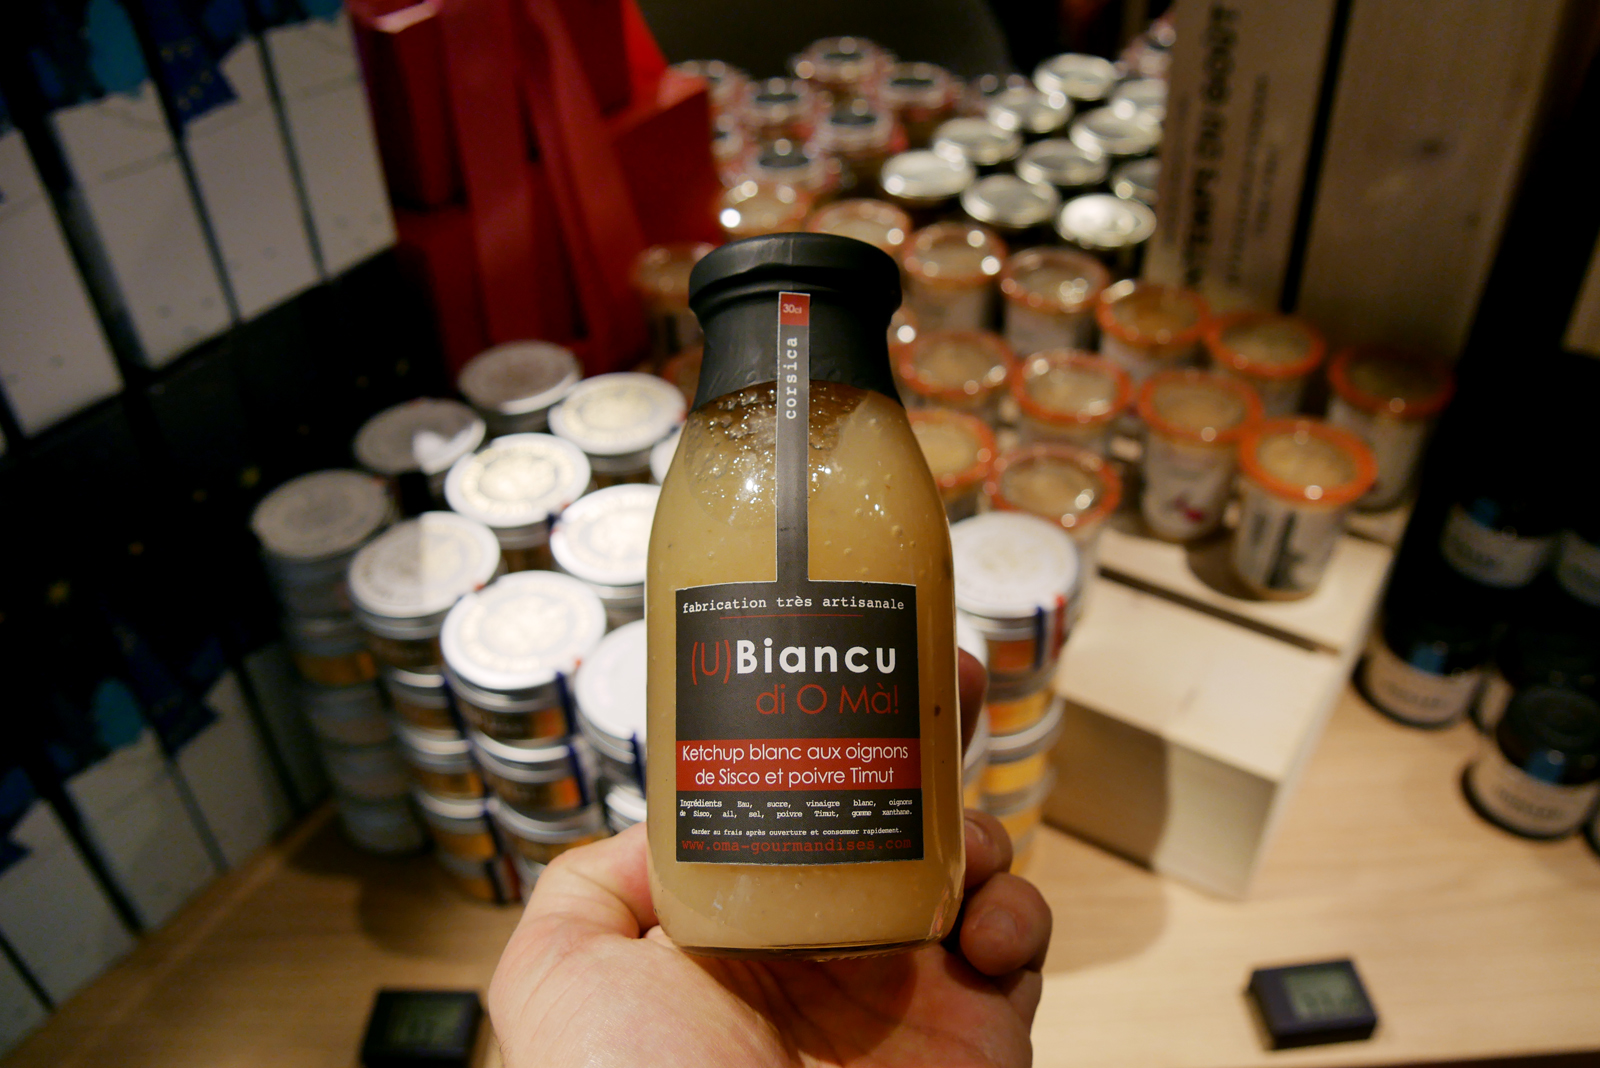 30cl
corsica
fabrication très artisanale
(U)Biancu
di O Mà!
Ketchup blanc aux oignons
de Sisco et poivre Timut
Ingrédients Eau, sucre, vinaigre blanc, oignons
de Sisco, ail, sel, poivre Timut, gomme xanthane.
Garder au frais après ouverture et consommer rapidement.
www.oma-gourmandises.com